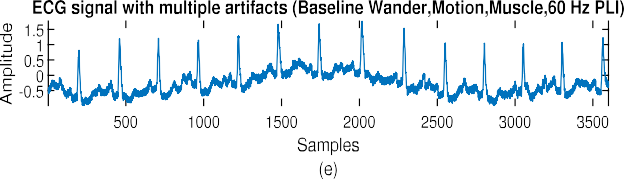 ECG signal with multiple artifacts (Baseline Wander,Motion,Muscle,60 Hz PLI)
Amplitude
1.5
1
0.5
0
-0.5
500 1000 1500 2000 2500 3000 3500
Samples
(e)